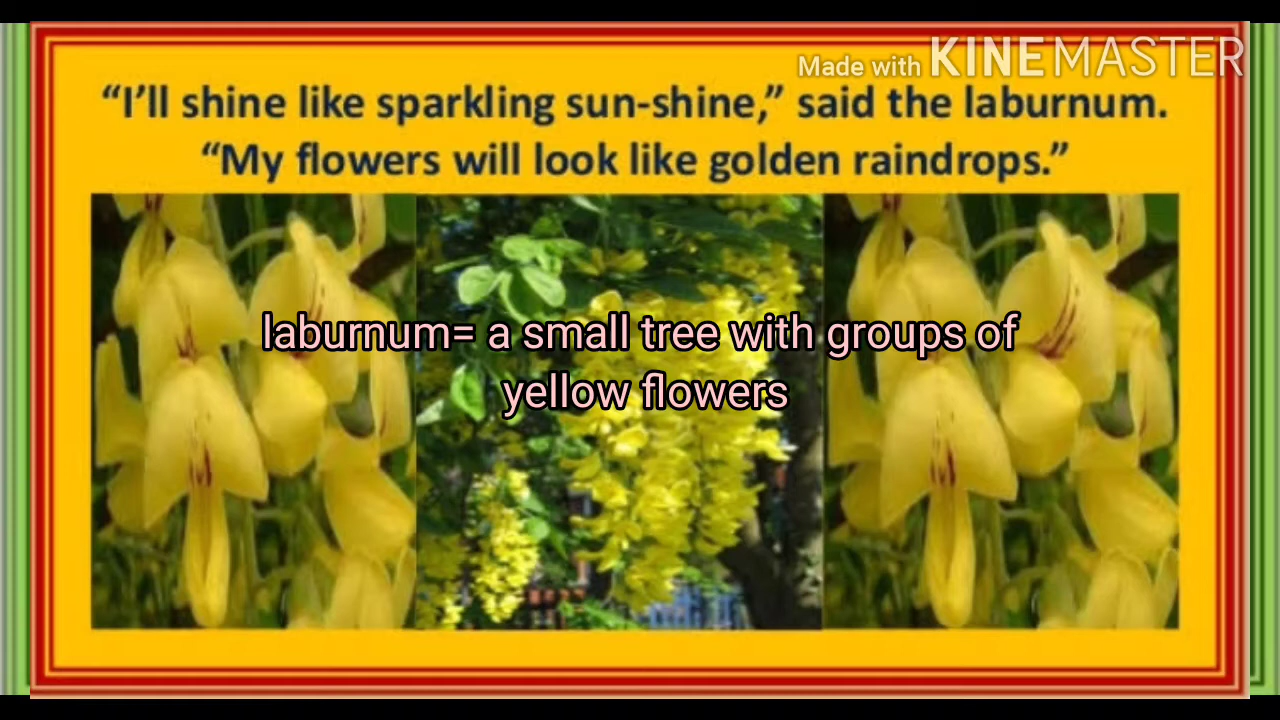 Made with KINEMASTER
“I’ll shine like sparkling sun-shine,” said the laburnum.
“My flowers will look like golden raindrops.”
laburnum= a small tree with groups of
yellow flowers